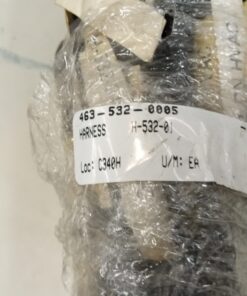 463-532-0005
HARNESS H-532-01
Loc: C340H U/M: EA